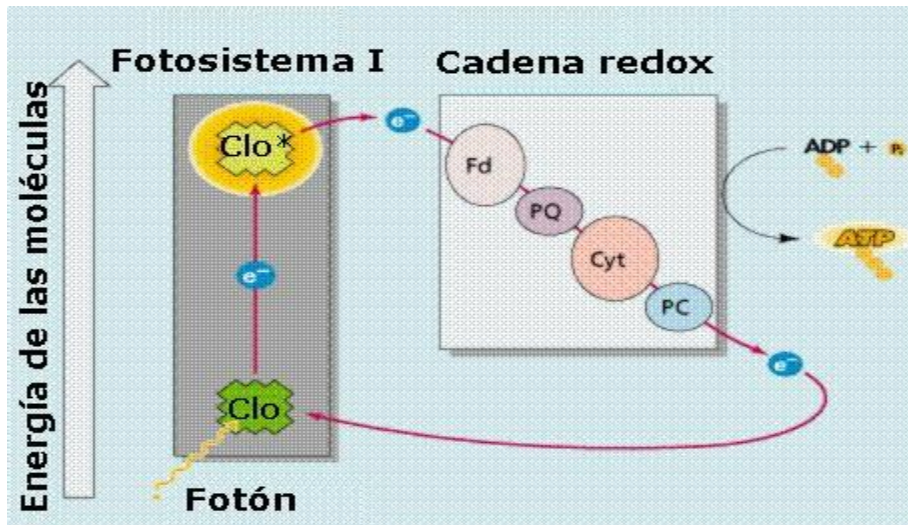 Fotosistema I
Cadena redox
Energía de las moléculas
Clo*
e−
e−
Fd
PQ
Cyt
PC
ADP + Pi
ATP
e−
Clo
Fotón